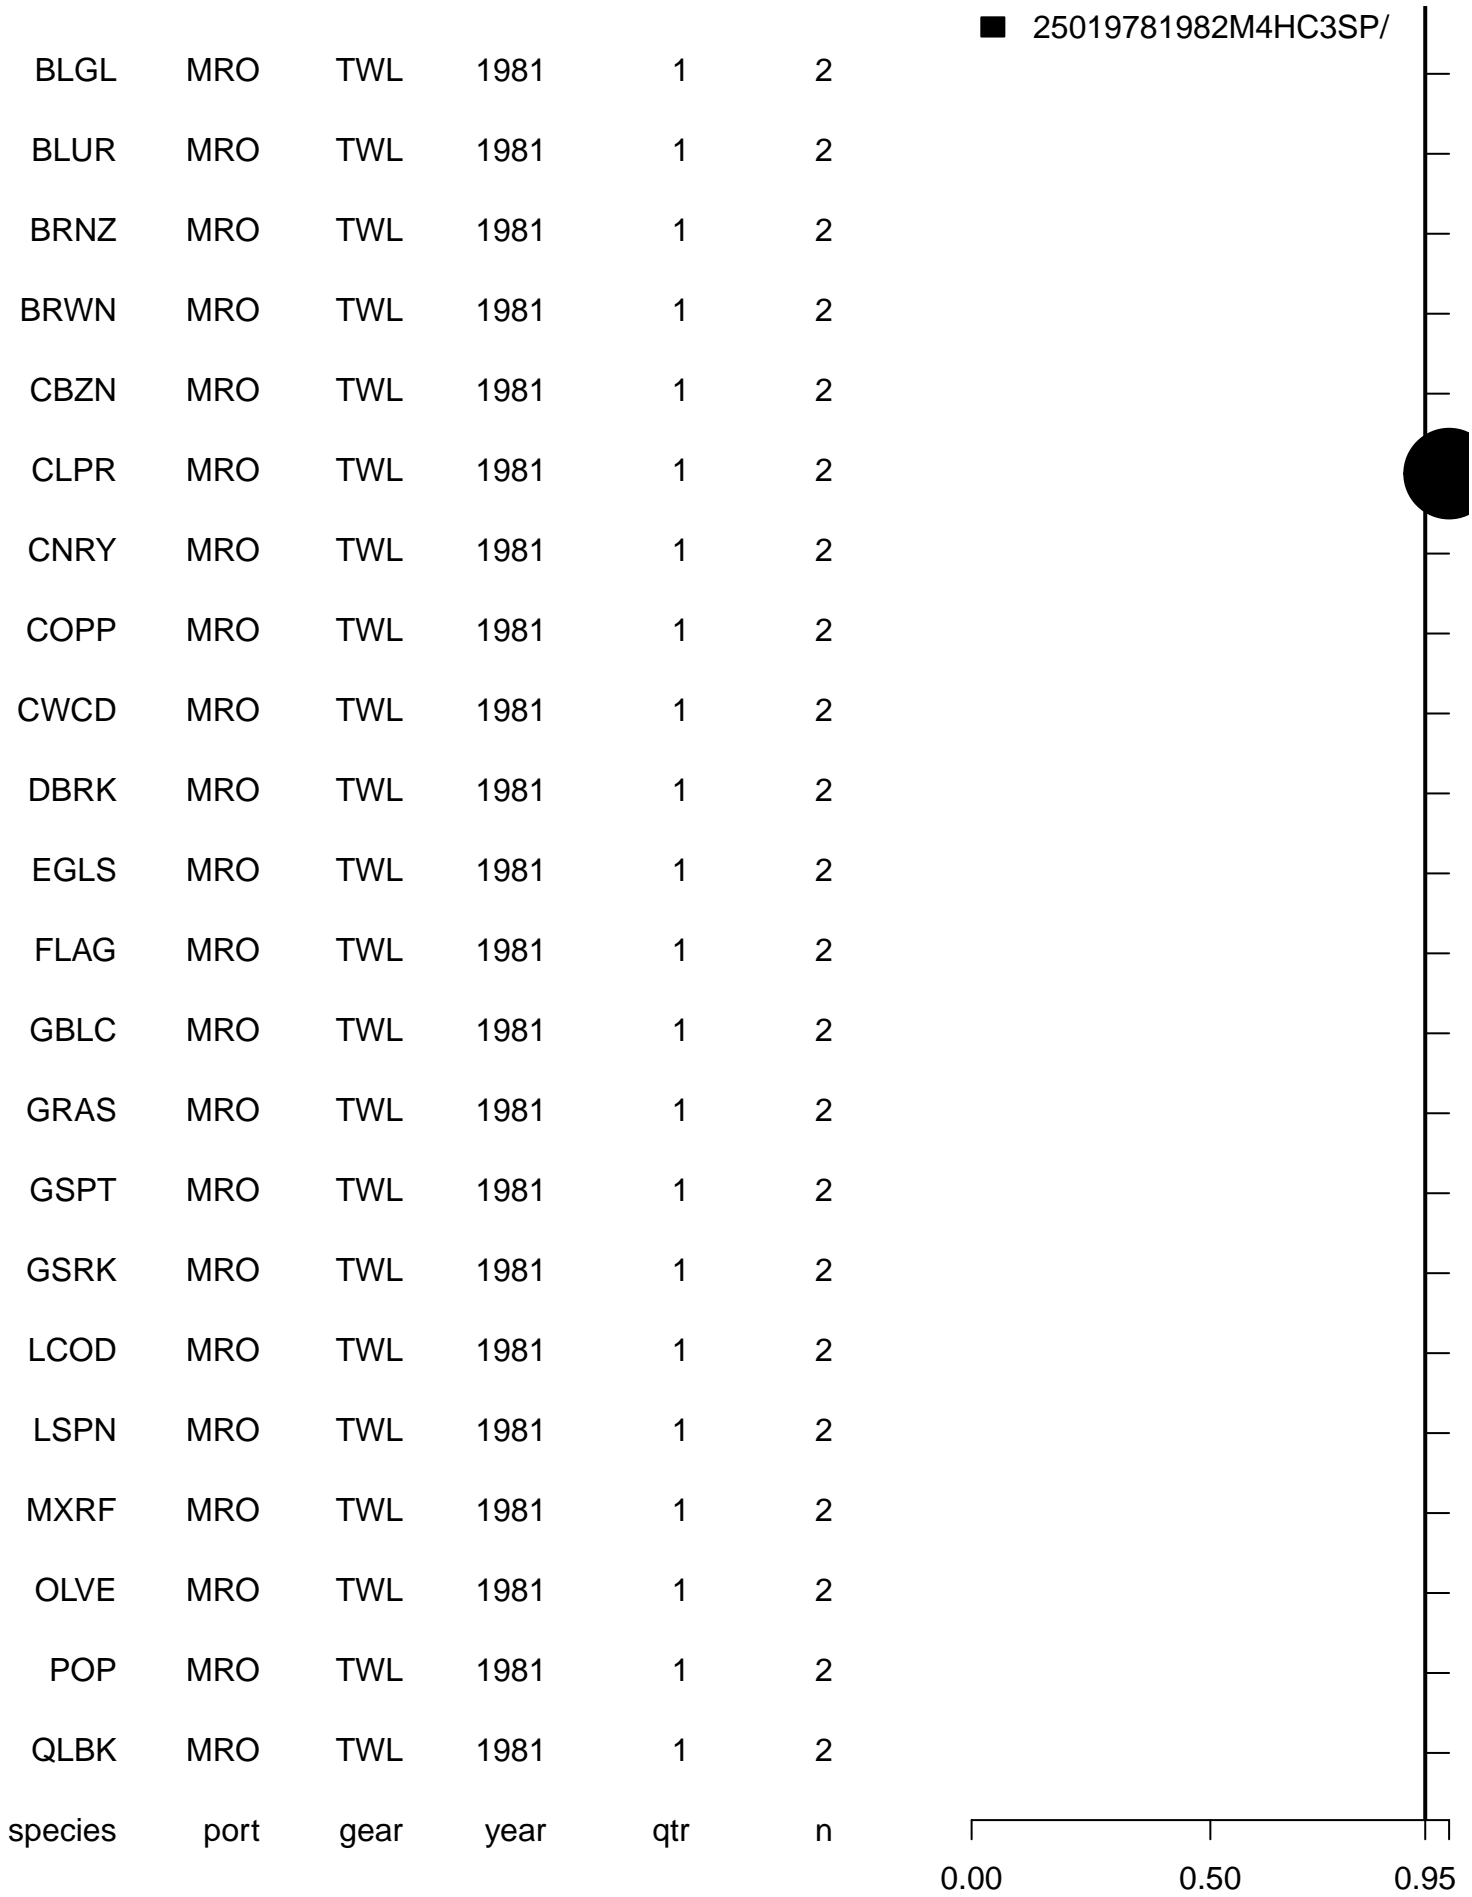 25019781982M4HC3SP/
BLGL MRO TWL 1981 1 2
BLUR MRO TWL 1981 1 2
BRNZ MRO TWL 1981 1 2
BRWN MRO TWL 1981 1 2
CBZN MRO TWL 1981 1 2
CLPR MRO TWL 1981 1 2
CNRY MRO TWL 1981 1 2
COPP MRO TWL 1981 1 2
CWCD MRO TWL 1981 1 2
DBRK MRO TWL 1981 1 2
EGLS MRO TWL 1981 1 2
FLAG MRO TWL 1981 1 2
GBLC MRO TWL 1981 1 2
GRAS MRO TWL 1981 1 2
GSPT MRO TWL 1981 1 2
GSRK MRO TWL 1981 1 2
LCOD MRO TWL 1981 1 2
LSPN MRO TWL 1981 1 2
MXRF MRO TWL 1981 1 2
OLVE MRO TWL 1981 1 2
POP MRO TWL 1981 1 2
QLBK MRO TWL 1981 1 2
species port gear year qtr n
0.00 0.50 0.95